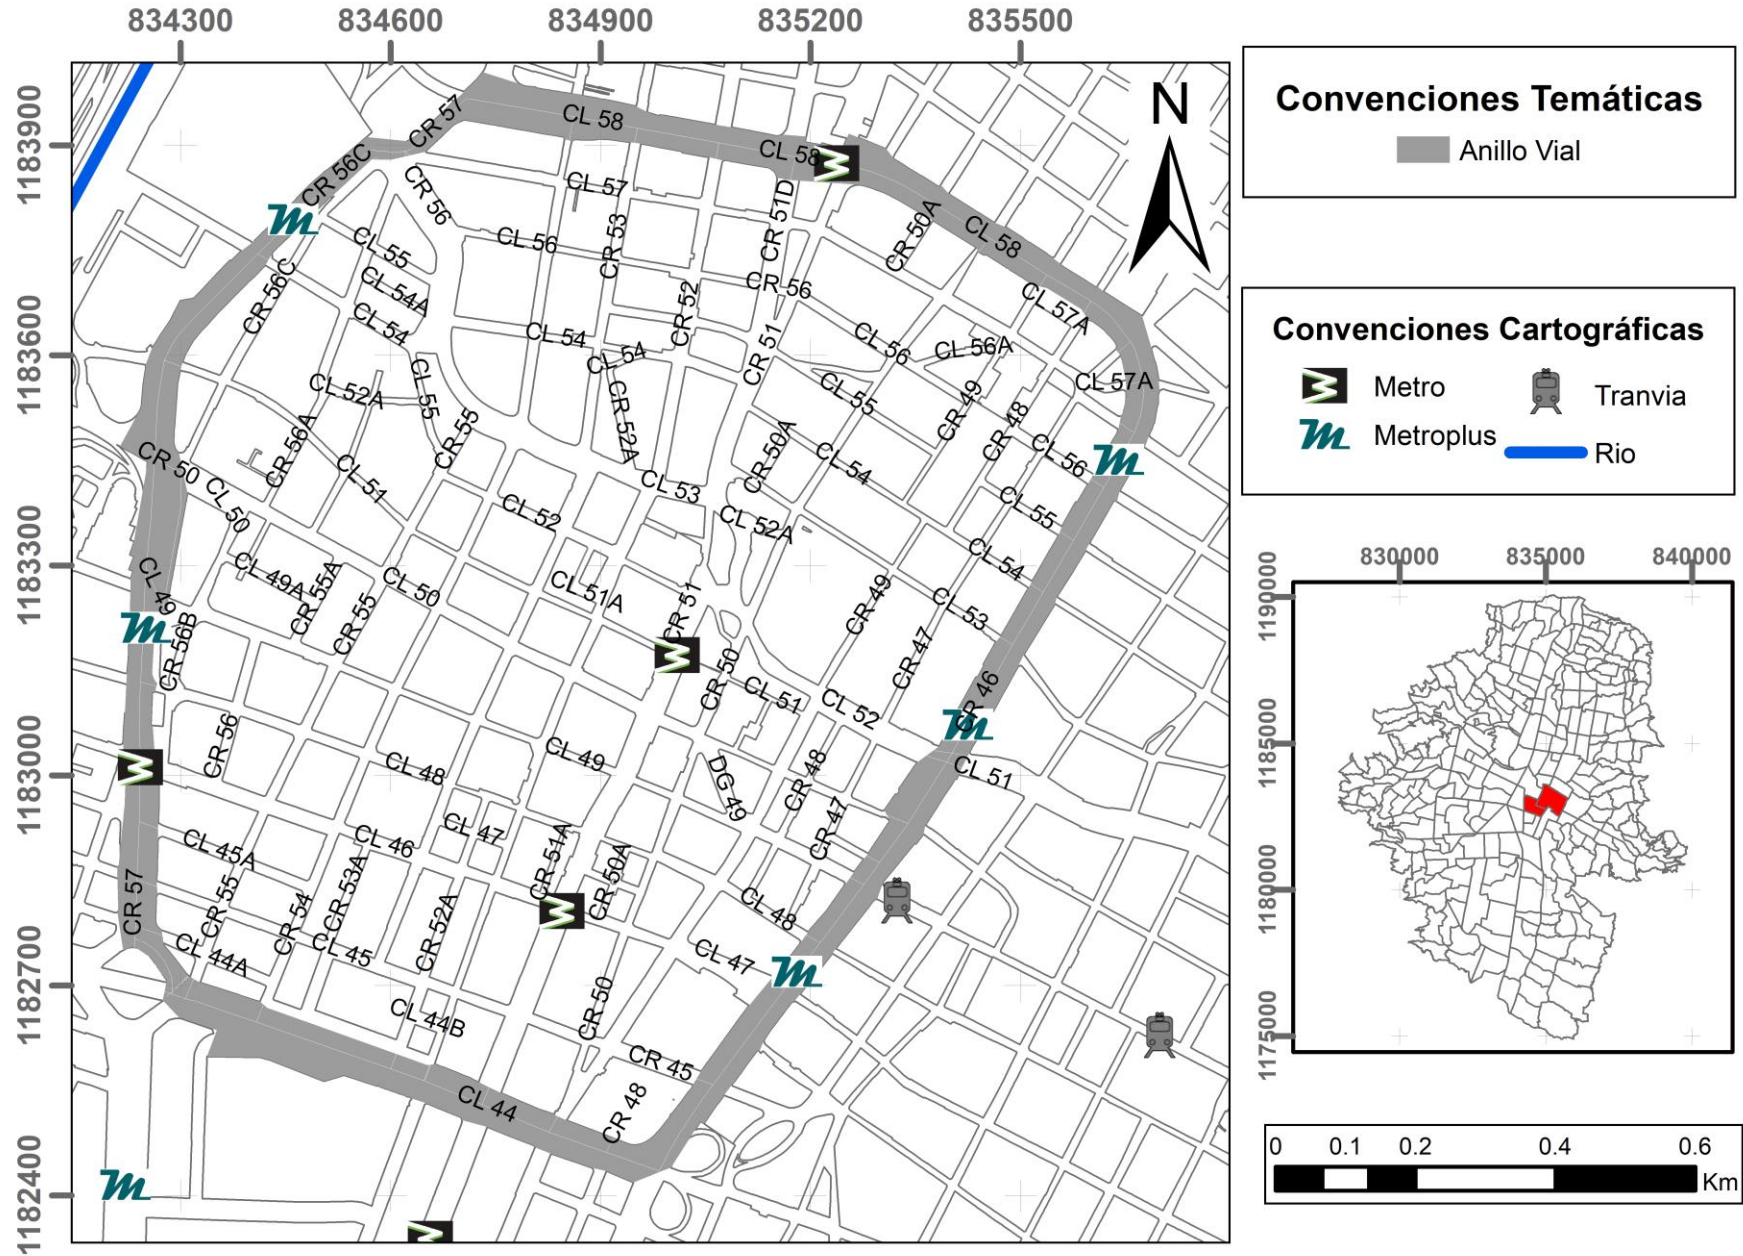 834300 834600 834900 835200 835500
1183900
1183600
1183300
1183000
1182700
1182400
N
CR 57
CL 58
CL 58
CR 56C
CR 56
CL 57
CR 51D
CR 50A
CL 58
CR 53
CL 55
CL 56
CR 56C
CL 54A
CR 56
CL 57A
CR 52
CL 54
CL 54
CL 54
CR 51
CL 56
CL 56A
CL 57A
CL 52A
CL 55
CR 52A
CL 55
CR 49
CR 48
CR 56A
CR 55
CR 50A
CL 54
CL 56
CR 50
CL 51
CL 53
CL 50
CL 52
CL 52A
CL 55
CL 54
CL 49
CL 49A
CR 55A
CL 50
CL 51A
CR 51
CR 49
CL 53
CR 55
CR 56B
CR 50
CR 47
CR 46
CL 51
CL 52
CR 56
CL 49
CL 48
DG 49
CR 48
CL 51
CL 45A
CL 46
CL 47
CR 47
CR 51A
CR 50A
CR 57
CR 55
CR 54
CR 53A
CR 52A
CL 48
CL 44A
CL 45
CL 47
CL 44B
CR 50
CR 45
CL 44
CR 48
Convenciones Temáticas
Anillo Vial
Convenciones Cartográficas
Metro
Tranvia
Metroplus
Rio
830000 835000 840000
1190000
1185000
1180000
1175000
0 0.1 0.2 0.4 0.6
Km